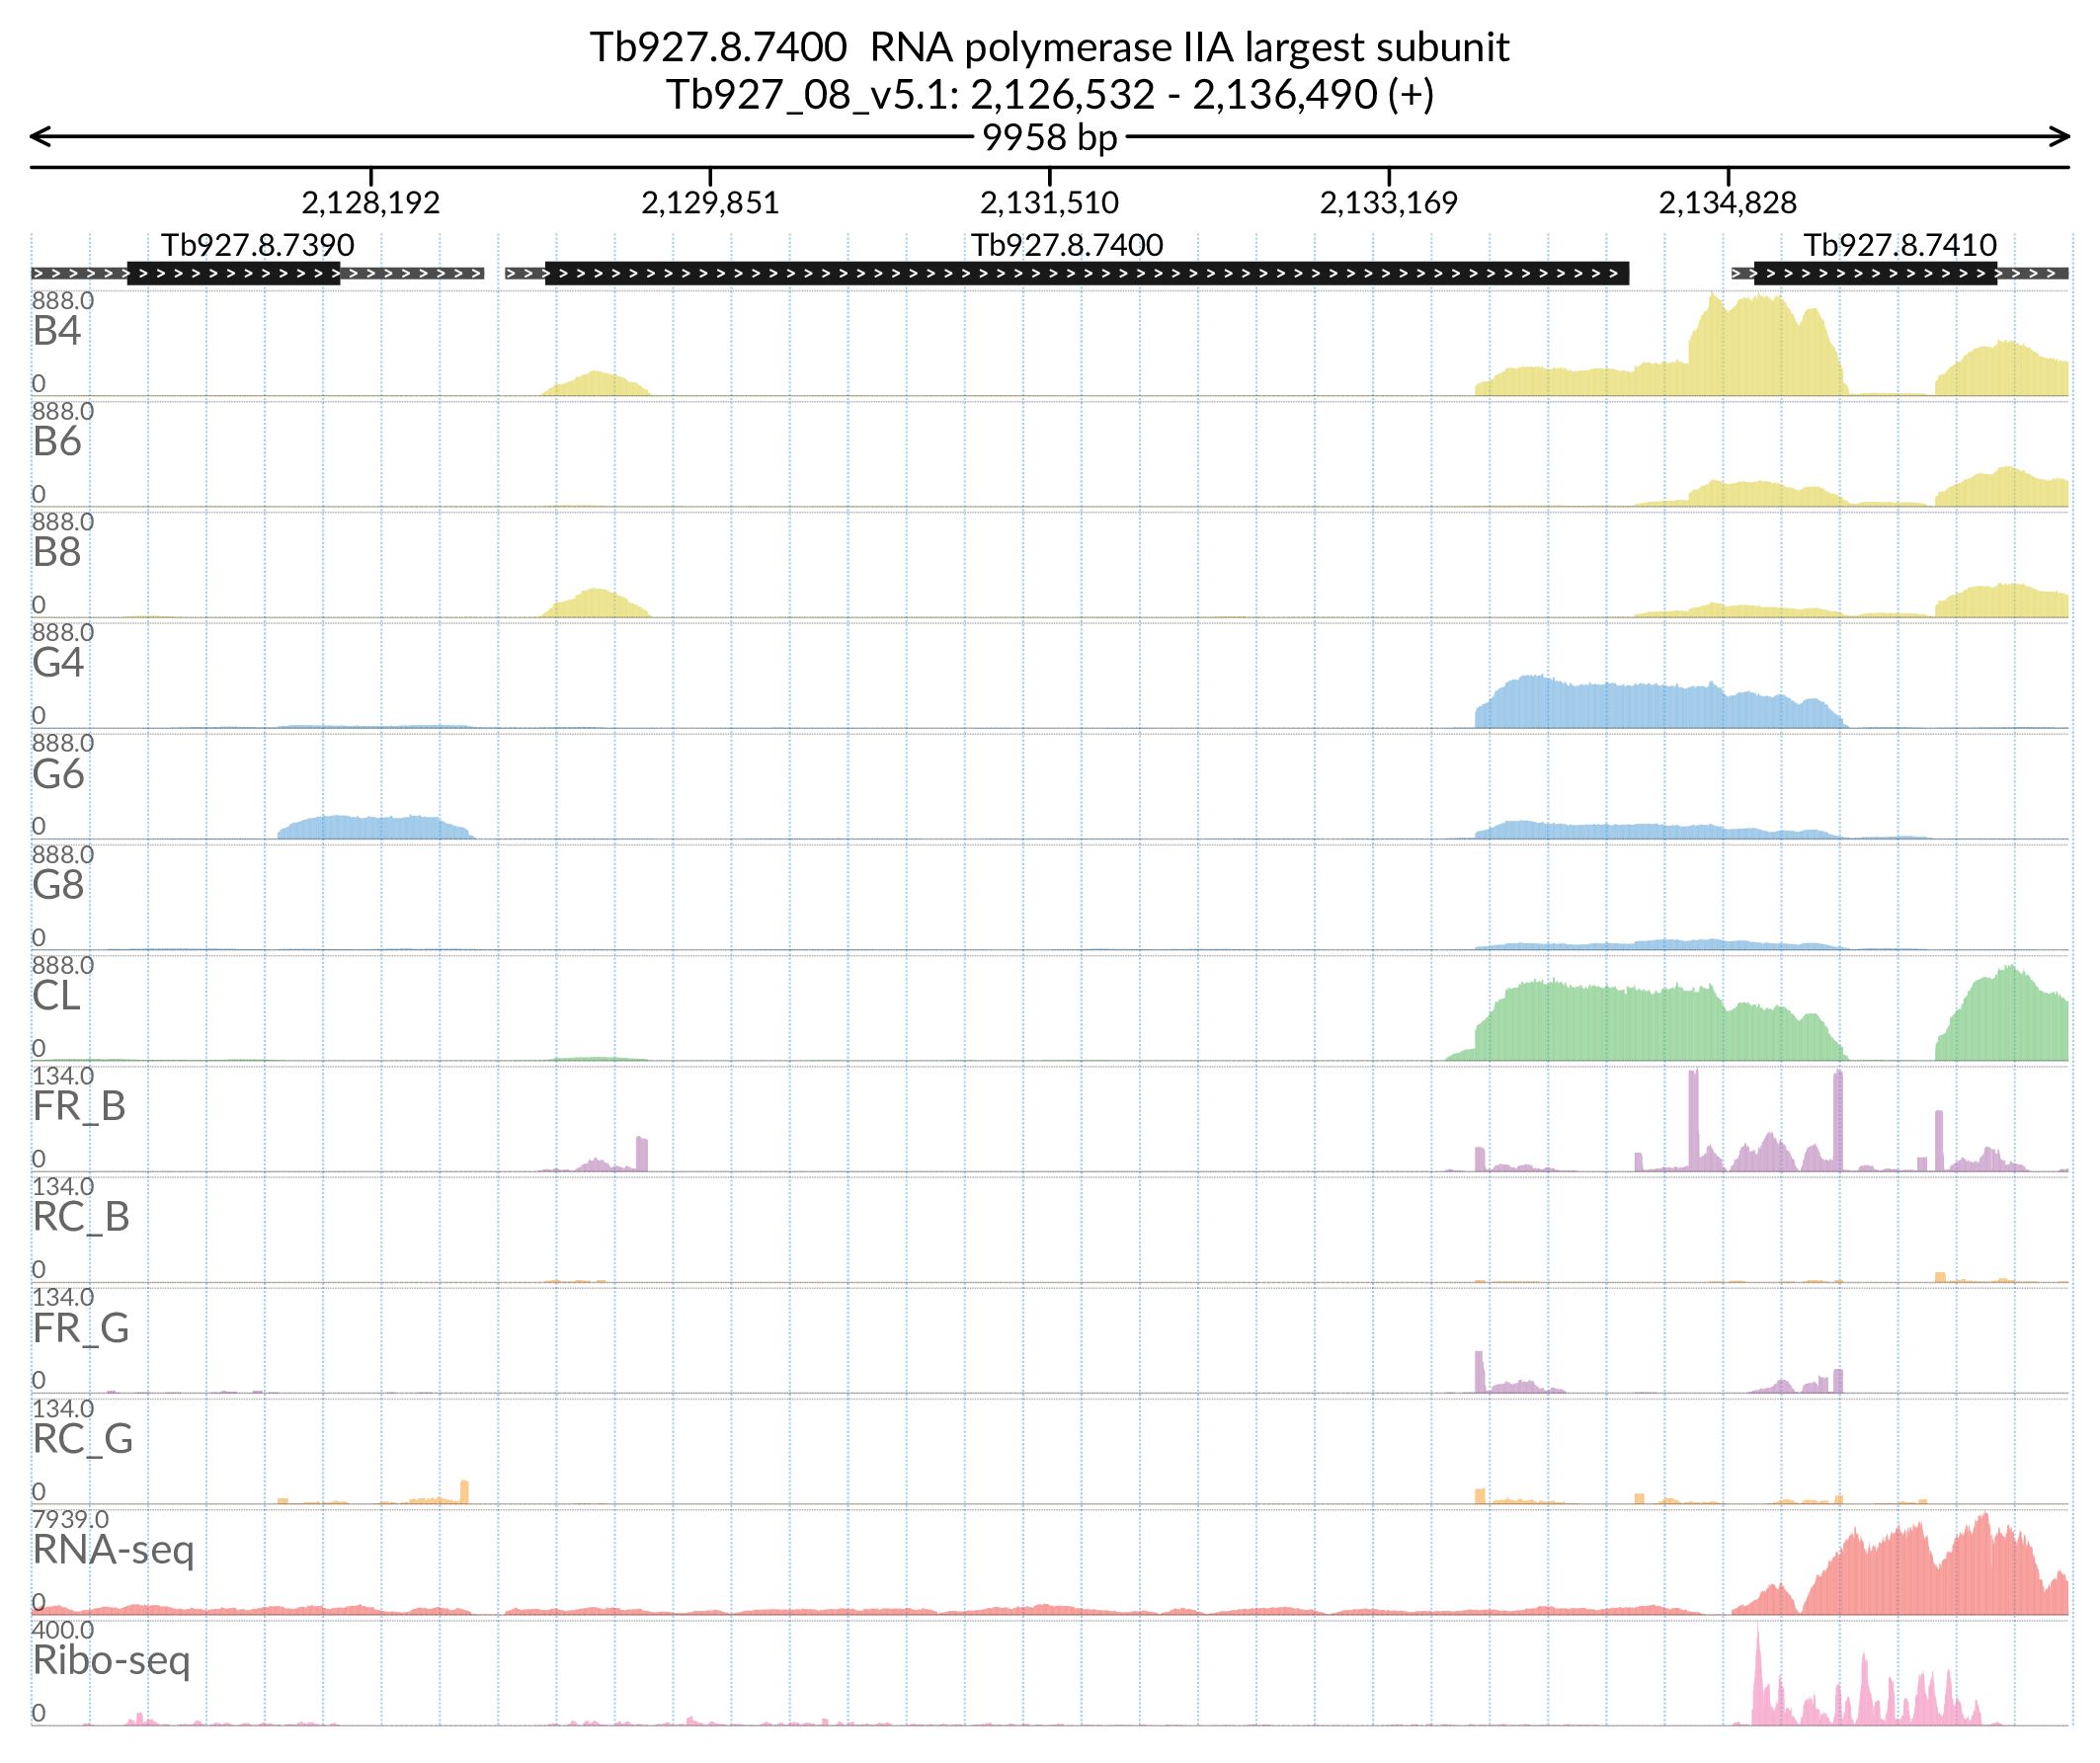 Tb927.8.7400  RNA polymerase IIA largest subunit
Tb927_08_v5.1: 2,126,532 - 2,136,490 (+)
9958 bp
2,128,192 2,129,851 2,131,510 2,133,169 2,134,828
Tb927.8.7390 Tb927.8.7400 Tb927.8.7410
888.0
B4
0
888.0
B6
0
888.0
B8
0
888.0
G4
0
888.0
G6
0
888.0
G8
0
888.0
CL
0
134.0
FR_B
0
134.0
RC_B
0
134.0
FR_G
0
134.0
RC_G
0
7939.0
RNA-seq
0
400.0
Ribo-seq
0